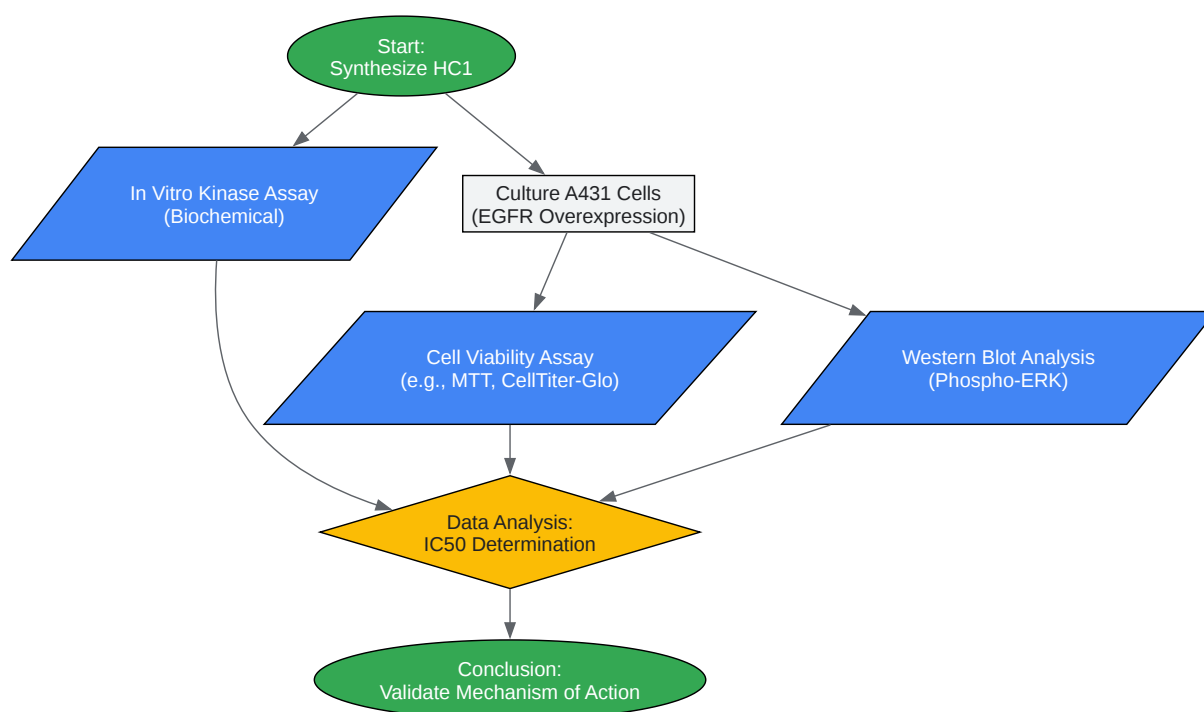 Start:
Synthesize HC1
In Vitro Kinase Assay
(Biochemical)
Culture A431 Cells
(EGFR Overexpression)
Cell Viability Assay
(e.g., MTT, CellTiter-Glo)
Western Blot Analysis
(Phospho-ERK)
Data Analysis:
IC50 Determination
Conclusion:
Validate Mechanism of Action